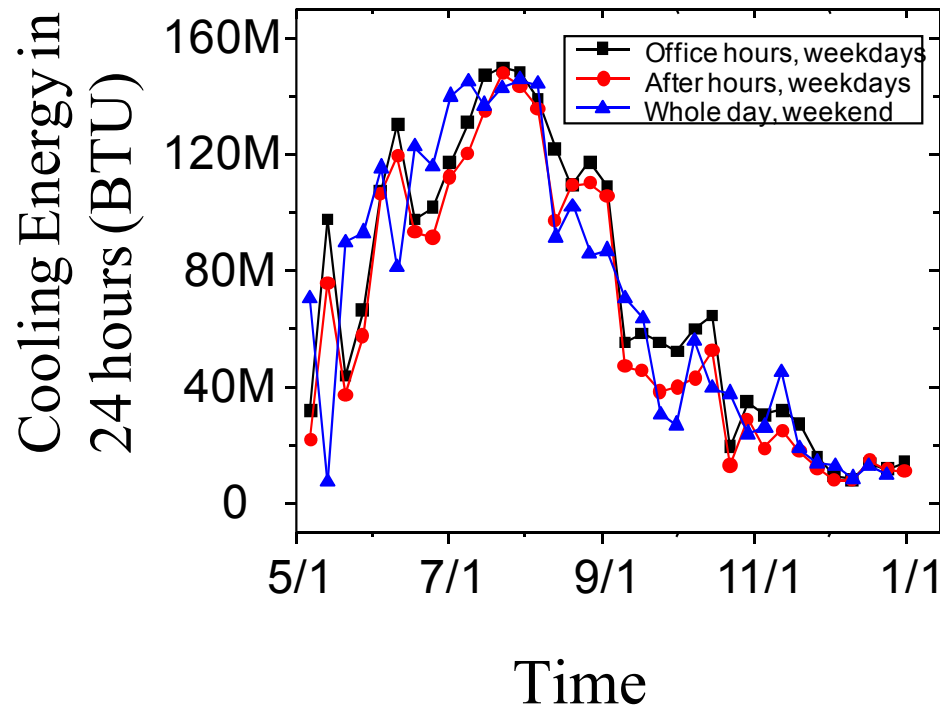 Cooling Energy in
24 hours (BTU)
160M
120M
80M
40M
0
Office hours, weekdays
After hours, weekdays
Whole day, weekend
5/1 7/1 9/1 11/1 1/1
Time